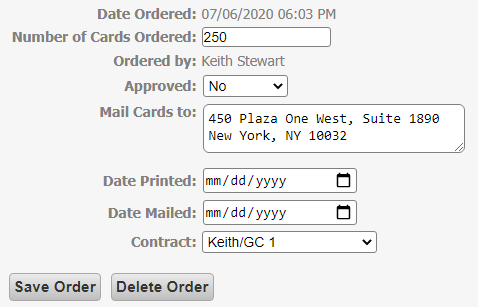 Date Ordered: 07/06/2020 06:03 PM
Number of Cards Ordered: 250
Ordered by: Keith Stewart
Approved: No
Mail Cards to: 450 Plaza One West, Suite 1890
New York, NY 10032
Date Printed: mm/dd/yyyy
Date Mailed: mm/dd/yyyy
Contract: Keith/GC 1
Save Order Delete Order